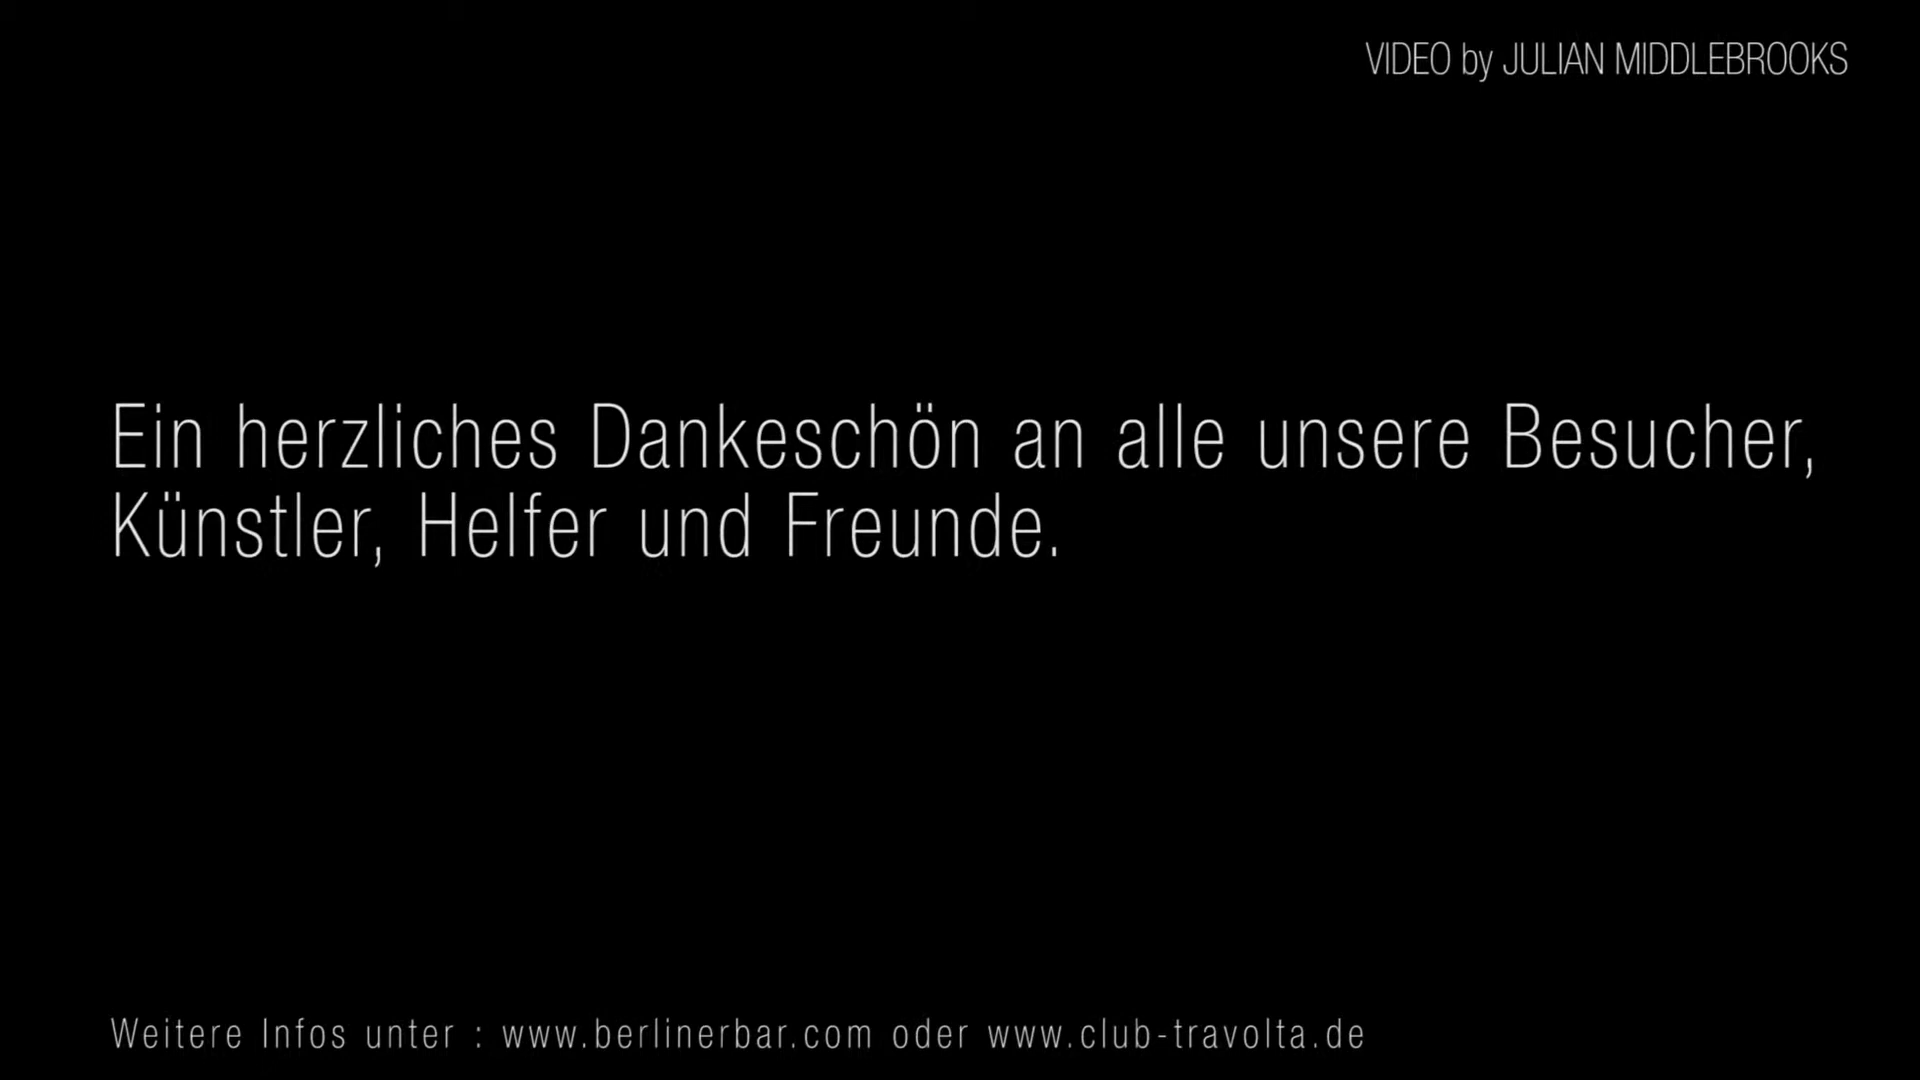 VIDEO by JULIAN MIDDLEBROOKS
Ein herzliches Dankeschön an alle unsere Besucher,
Künstler, Helfer und Freunde.
Weitere Infos unter : www.berlinerbar.com oder www.club-travolta.de